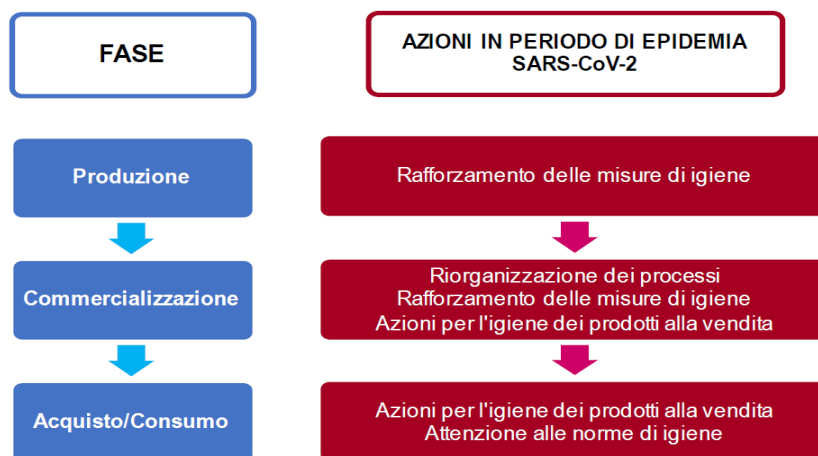 FASE
AZIONI IN PERIODO DI EPIDEMIA
SARS-CoV-2
Produzione
Rafforzamento delle misure di igiene
Commercializzazione
Riorganizzazione dei processi
Rafforzamento delle misure di igiene
Azioni per l'igiene dei prodotti alla vendita
Acquisto/Consumo
Azioni per l'igiene dei prodotti alla vendita
Attenzione alle norme di igiene